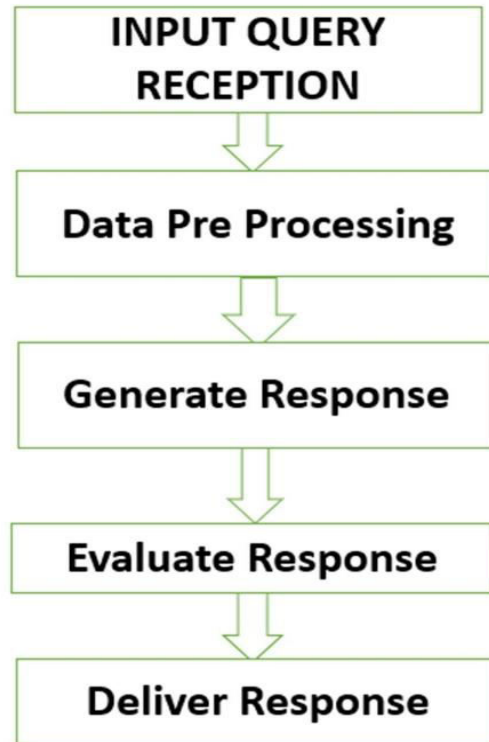 INPUT QUERY
RECEPTION
Data Pre Processing
Generate Response
Evaluate Response
Deliver Response